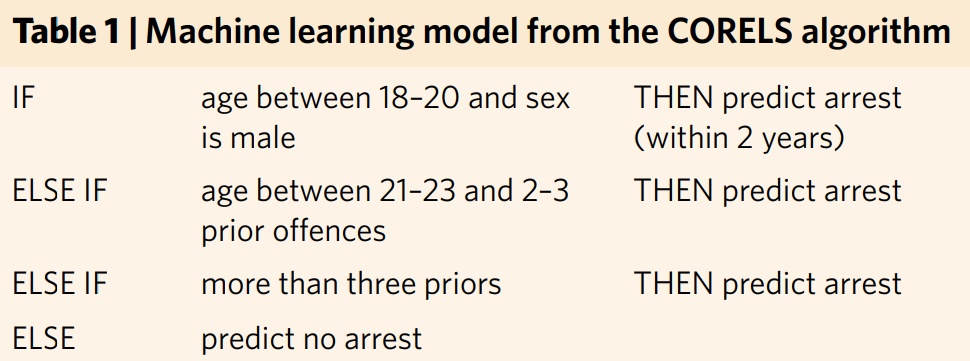 Table 1 | Machine learning model from the CORELS algorithm
IF age between 18–20 and sex THEN predict arrest
is male (within 2 years)
ELSE IF age between 21–23 and 2–3 THEN predict arrest
prior offences
ELSE IF more than three priors THEN predict arrest
ELSE predict no arrest